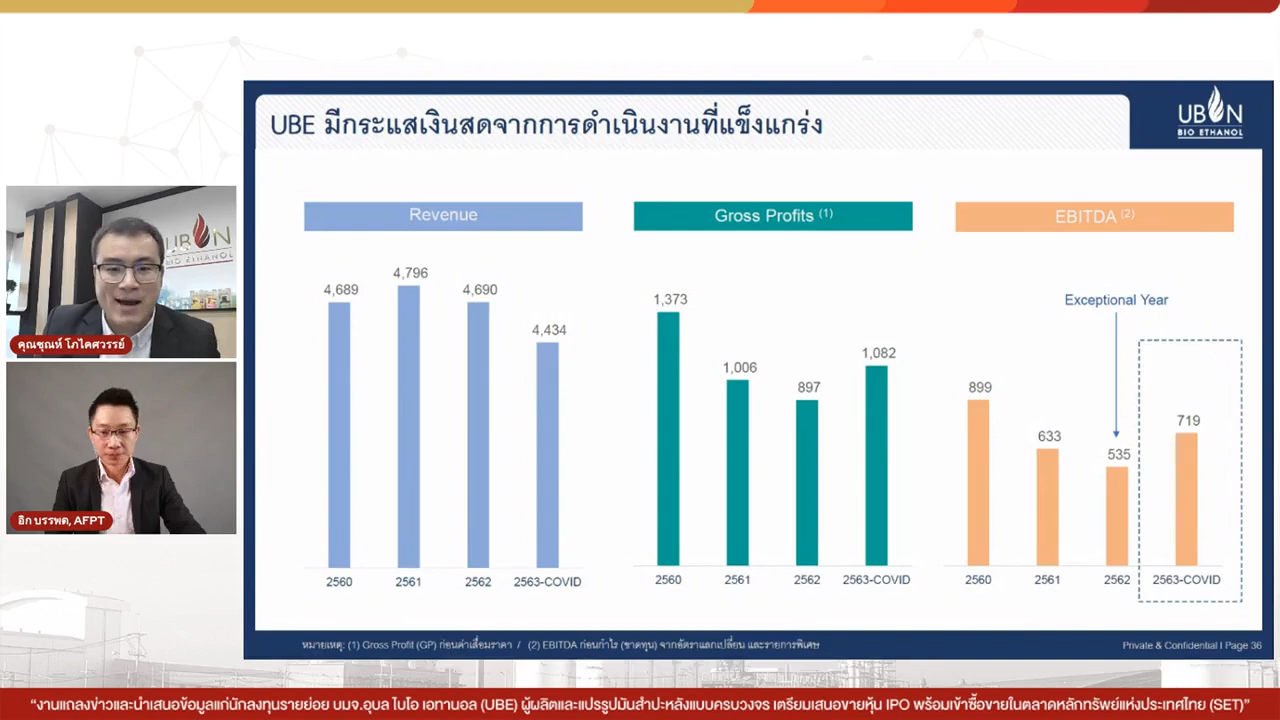 UBE มีกระแสเงินสดจากการดำเนินงานที่แข็งแกร่ง
UBON
BIO ETHANOL
Revenue
4,689
4,796
4,690
4,434
2560
2561
2562
2563-COVID
Gross Profits (1)
1,373
1,006
897
1,082
2560
2561
2562
2563-COVID
EBITDA (2)
Exceptional Year
899
633
535
719
2560
2561
2562
2563-COVID
หมายเหตุ: (1) Gross Profit (GP) ก่อนค่าเสื่อมราคา / (2) EBITDA ก่อนกำไร (ขาดทุน) จากอัตราแลกเปลี่ยน และรายการพิเศษ
Private & Confidential I Page 36
UBON
BIO ETHANOL
คุณชุณห์ โภไคศวรรย์
อิก บรรพต, AFPT
“งานแถลงข่าวและนำเสนอข้อมูลแก่นักลงทุนรายย่อย บมจ.อุบล ไบโอ เอทานอล (UBE) ผู้ผลิตและแปรรูปมันสำปะหลังแบบครบวงจร เตรียมเสนอขายหุ้น IPO พร้อมเข้าซื้อขายในตลาดหลักทรัพย์แห่งประเทศไทย (SET)”